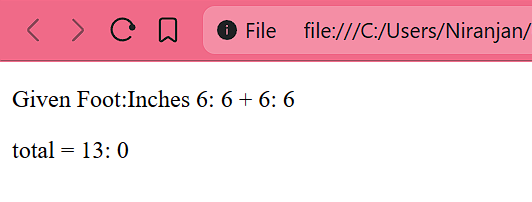 File file:///C:/Users/Niranjan/
Given Foot:Inches 6: 6 + 6: 6
total = 13: 0